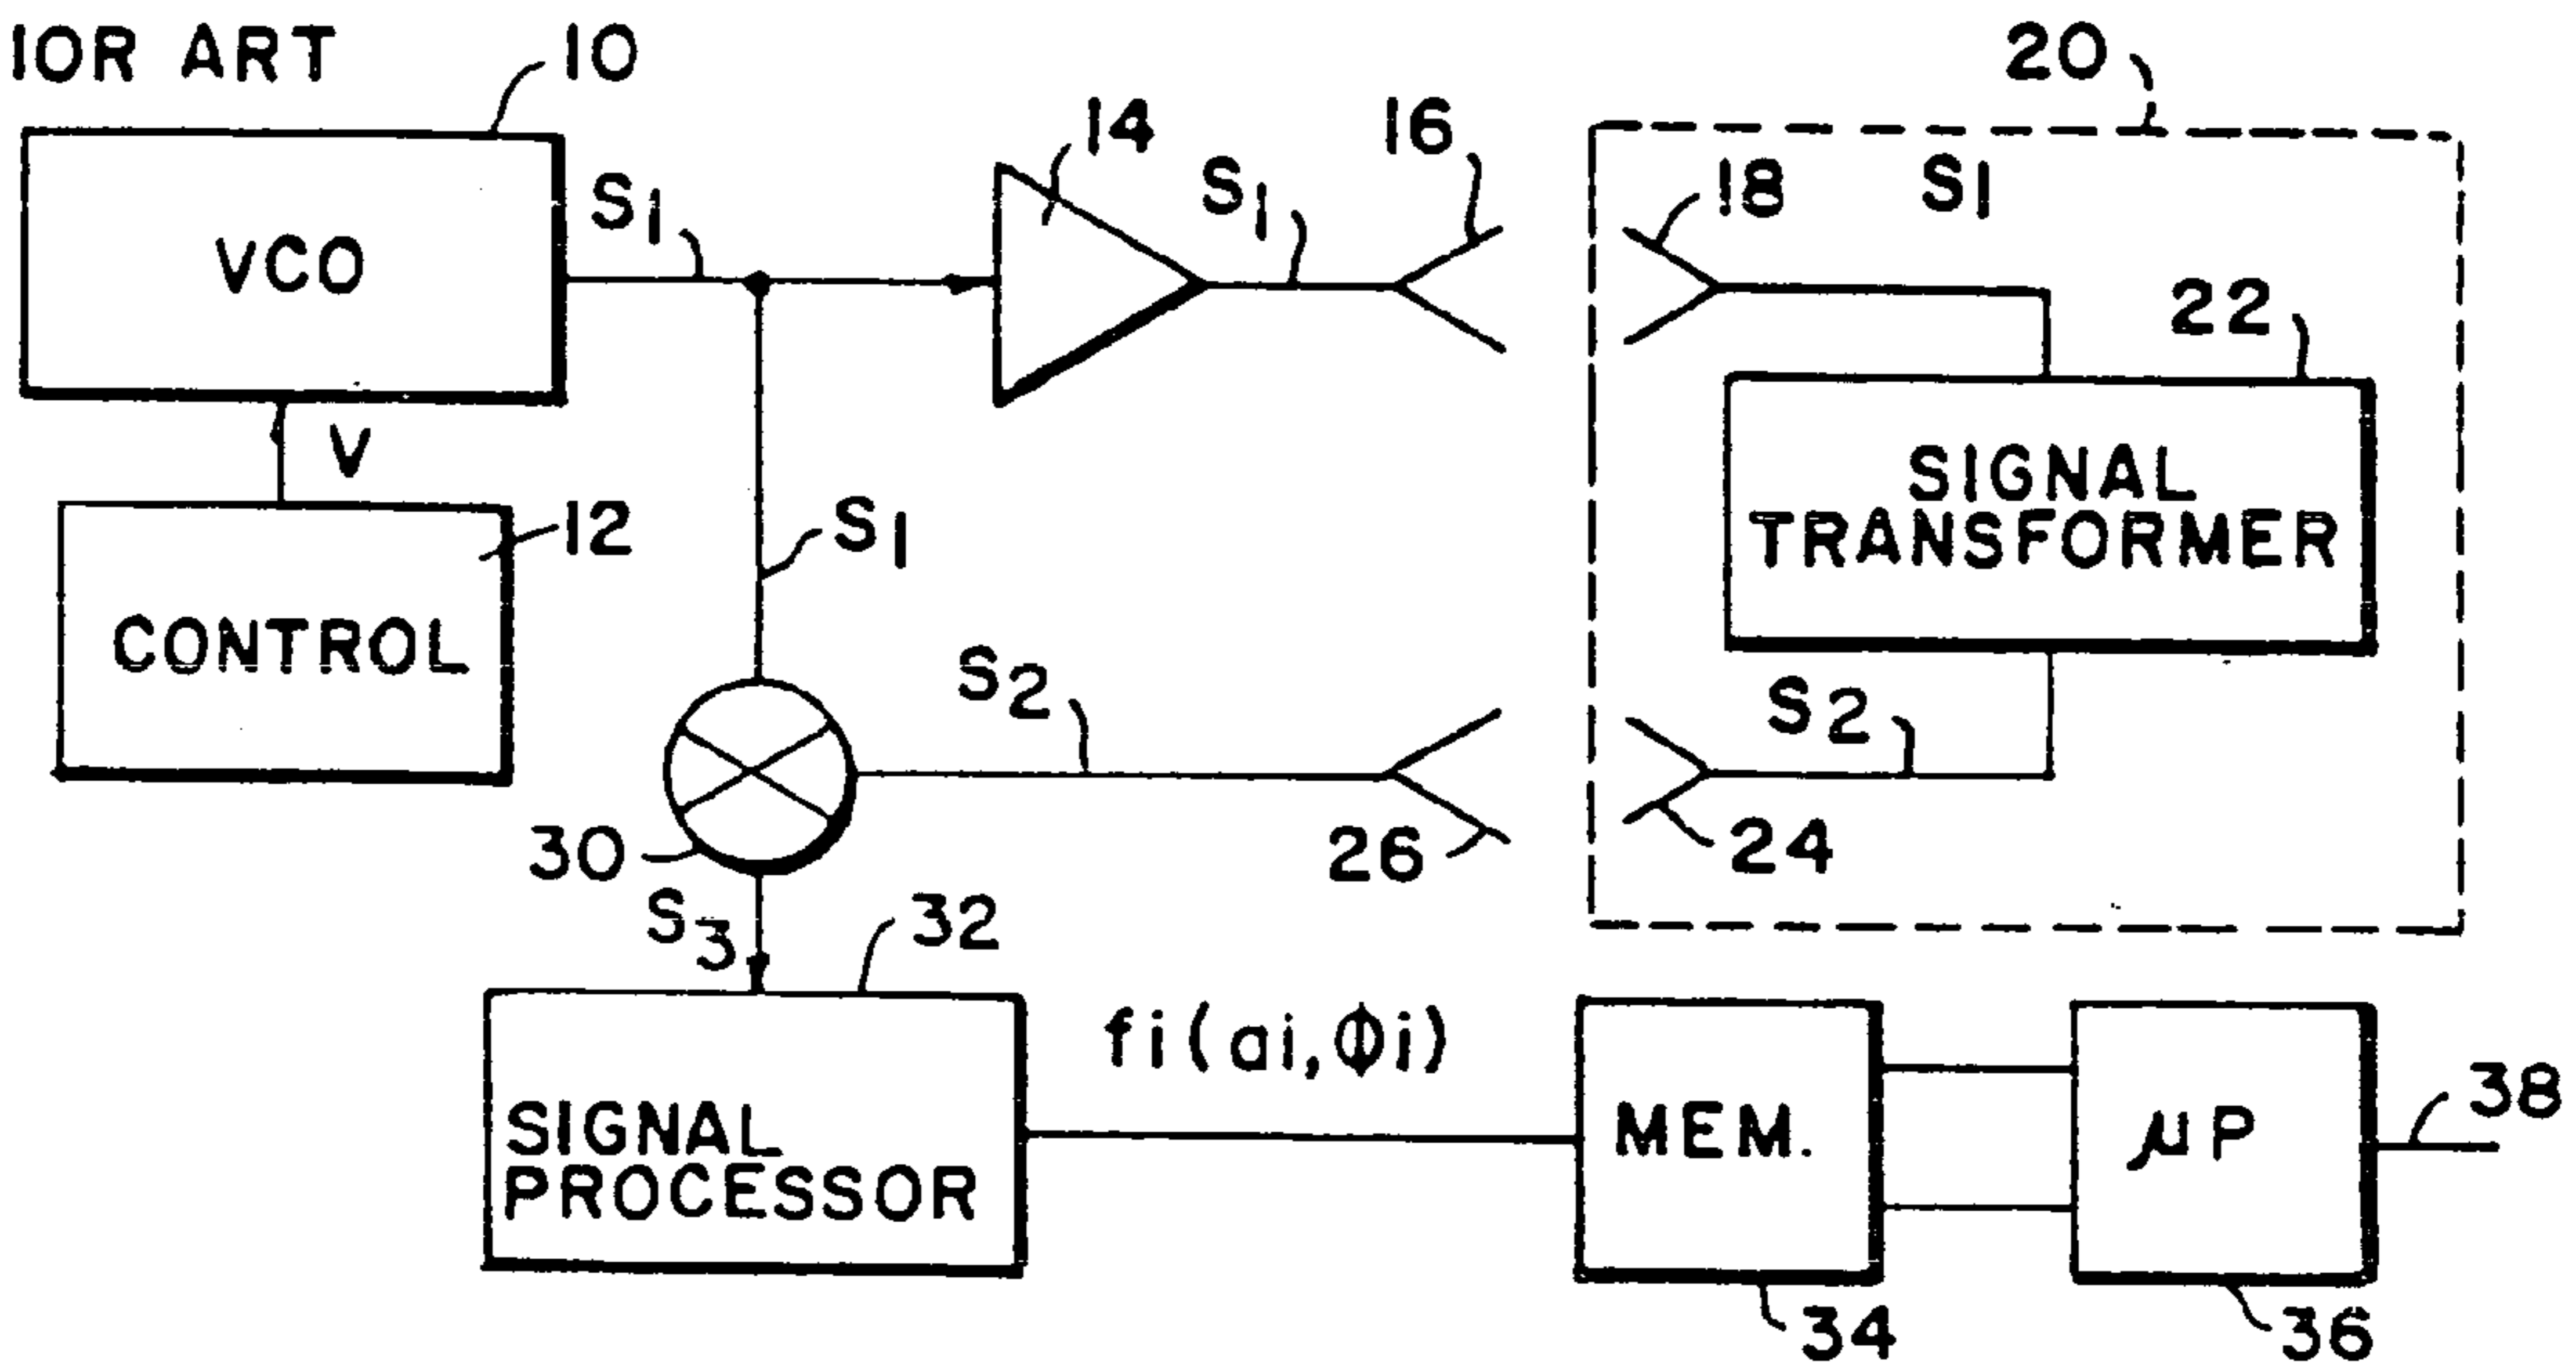 IOR ART
10
20
14
16
18
S1
S1
S1
VCO
22
V
SIGNAL
TRANSFORMER
12
S1
CONTROL
S2
S2
30
26
24
S3
32
fi(ai,Φi)
SIGNAL
PROCESSOR
MEM.
μP
38
34
36